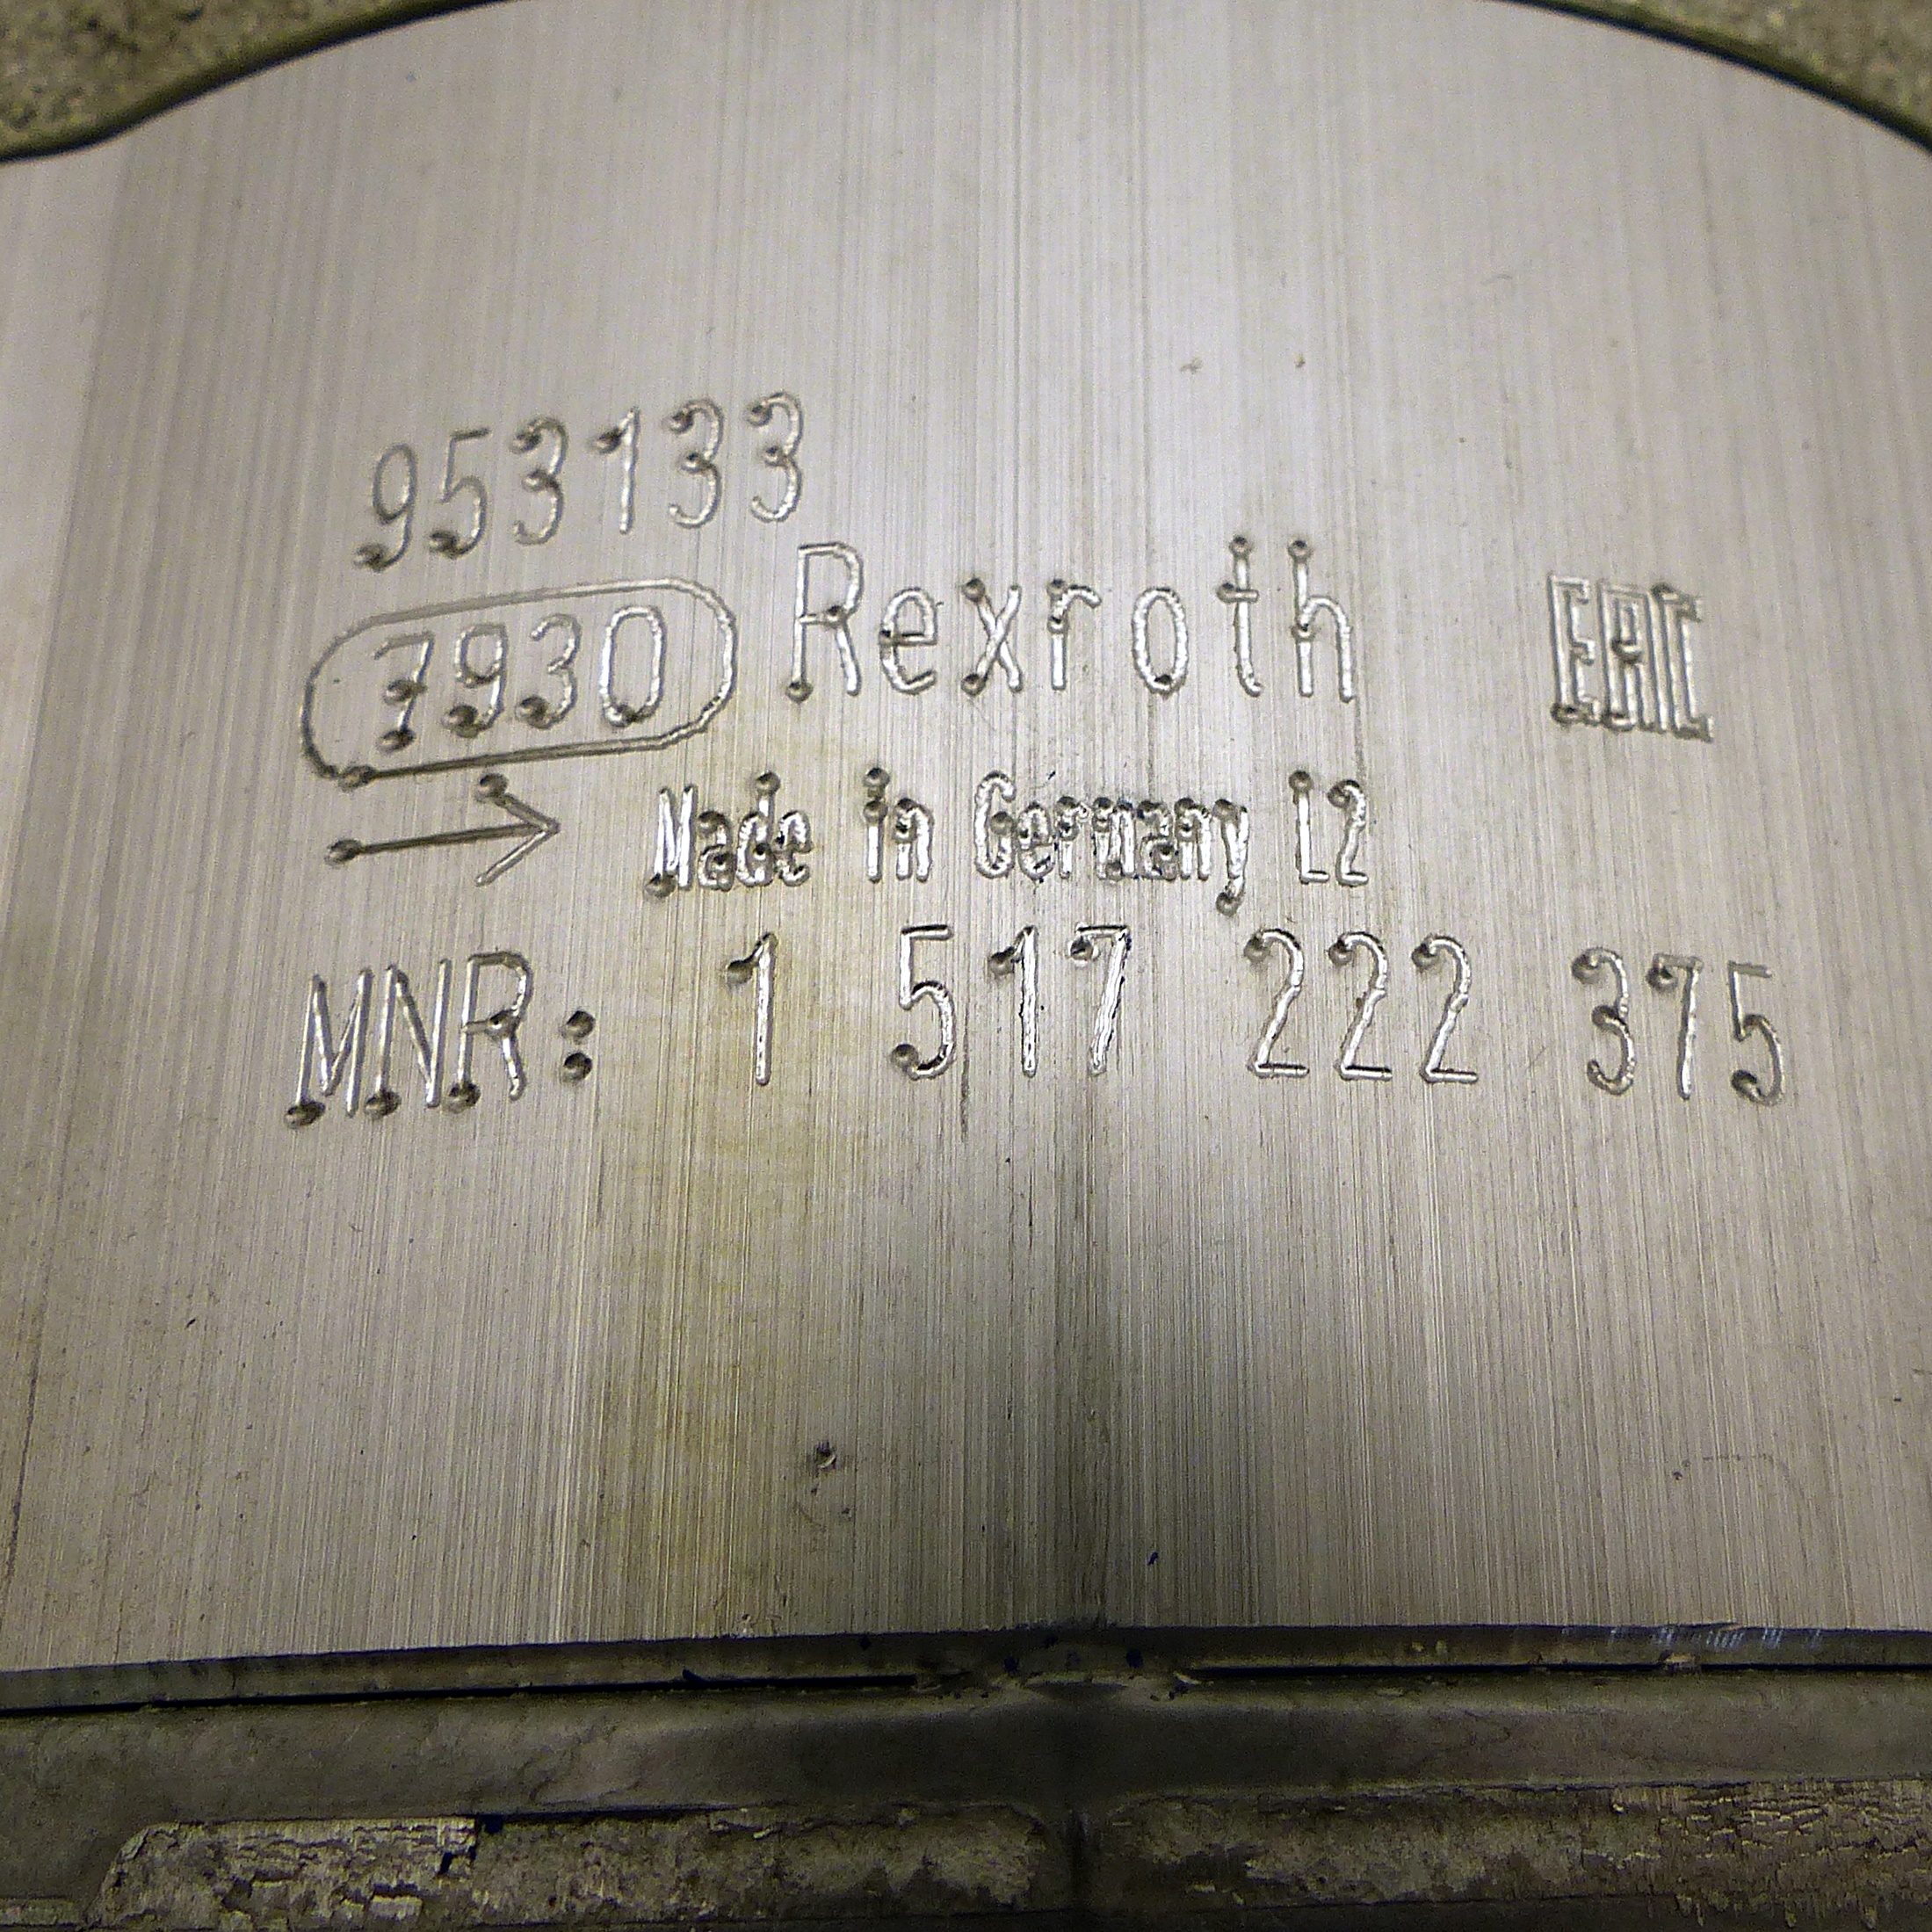 953133
7930 Rexroth EAC
Made in Germany L2
MNR: 1 517 222 375